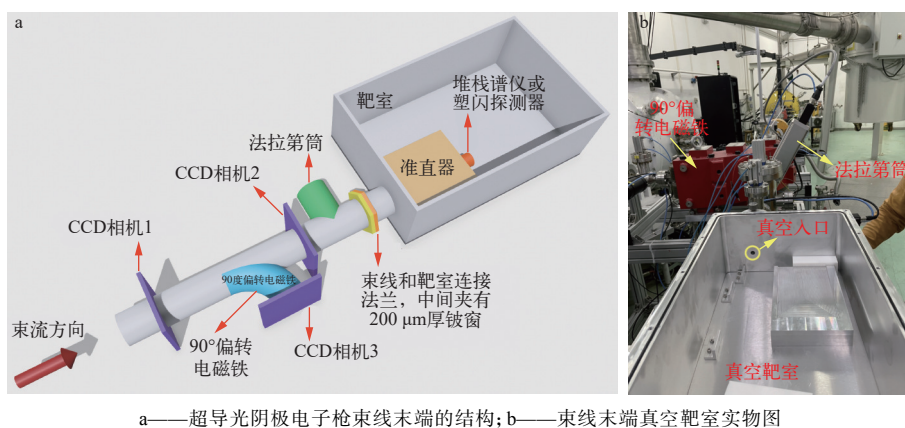 a
靶室
堆栈谱仪或
塑闪探测器
法拉第筒
准直器
CCD相机2
CCD相机1
90度偏转电磁铁
束流方向
90°偏转
电磁铁
CCD相机3
束线和靶室连接
法兰，中间夹有
200 μm厚铍窗
b
90°偏
转电磁铁
法拉第筒
真空入口
真空靶室
a——超导光阴极电子枪束线末端的结构；b——束线末端真空靶室实物图